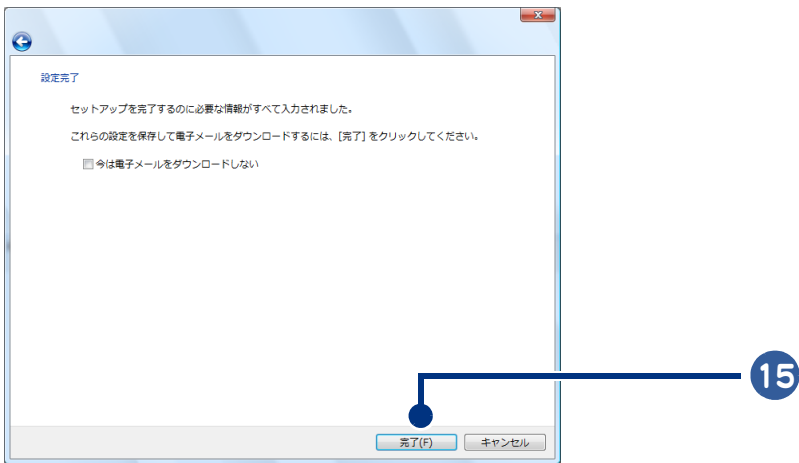 設定完了
セットアップを完了するのに必要な情報がすべて入力されました。
これらの設定を保存して電子メールをダウンロードするには、[完了] をクリックしてください。
今は電子メールをダウンロードしない
15
完了(F) キャンセル